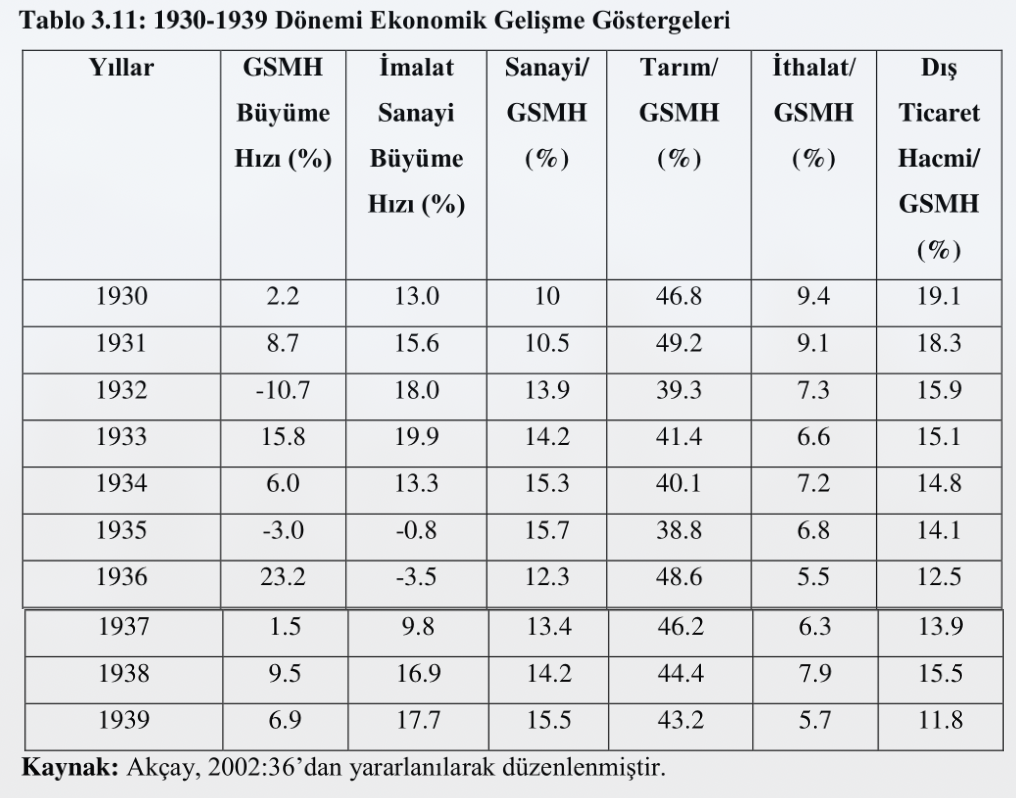 Tablo 3.11: 1930-1939 Dönemi Ekonomik Gelişme Göstergeleri
Yıllar GSMH İmalat Sanayi/ Tarım/ İthalat/ Dış
Büyüme Sanayi GSMH GSMH GSMH Ticaret
Hızı (%) Büyüme (%) (%) (%) Hacmi/
Hızı (%) GSMH
(%)
1930 2.2 13.0 10 46.8 9.4 19.1
1931 8.7 15.6 10.5 49.2 9.1 18.3
1932 -10.7 18.0 13.9 39.3 7.3 15.9
1933 15.8 19.9 14.2 41.4 6.6 15.1
1934 6.0 13.3 15.3 40.1 7.2 14.8
1935 -3.0 -0.8 15.7 38.8 6.8 14.1
1936 23.2 -3.5 12.3 48.6 5.5 12.5
1937 1.5 9.8 13.4 46.2 6.3 13.9
1938 9.5 16.9 14.2 44.4 7.9 15.5
1939 6.9 17.7 15.5 43.2 5.7 11.8
Kaynak: Akçay, 2002:36’dan yararlanılarak düzenlenmiştir.